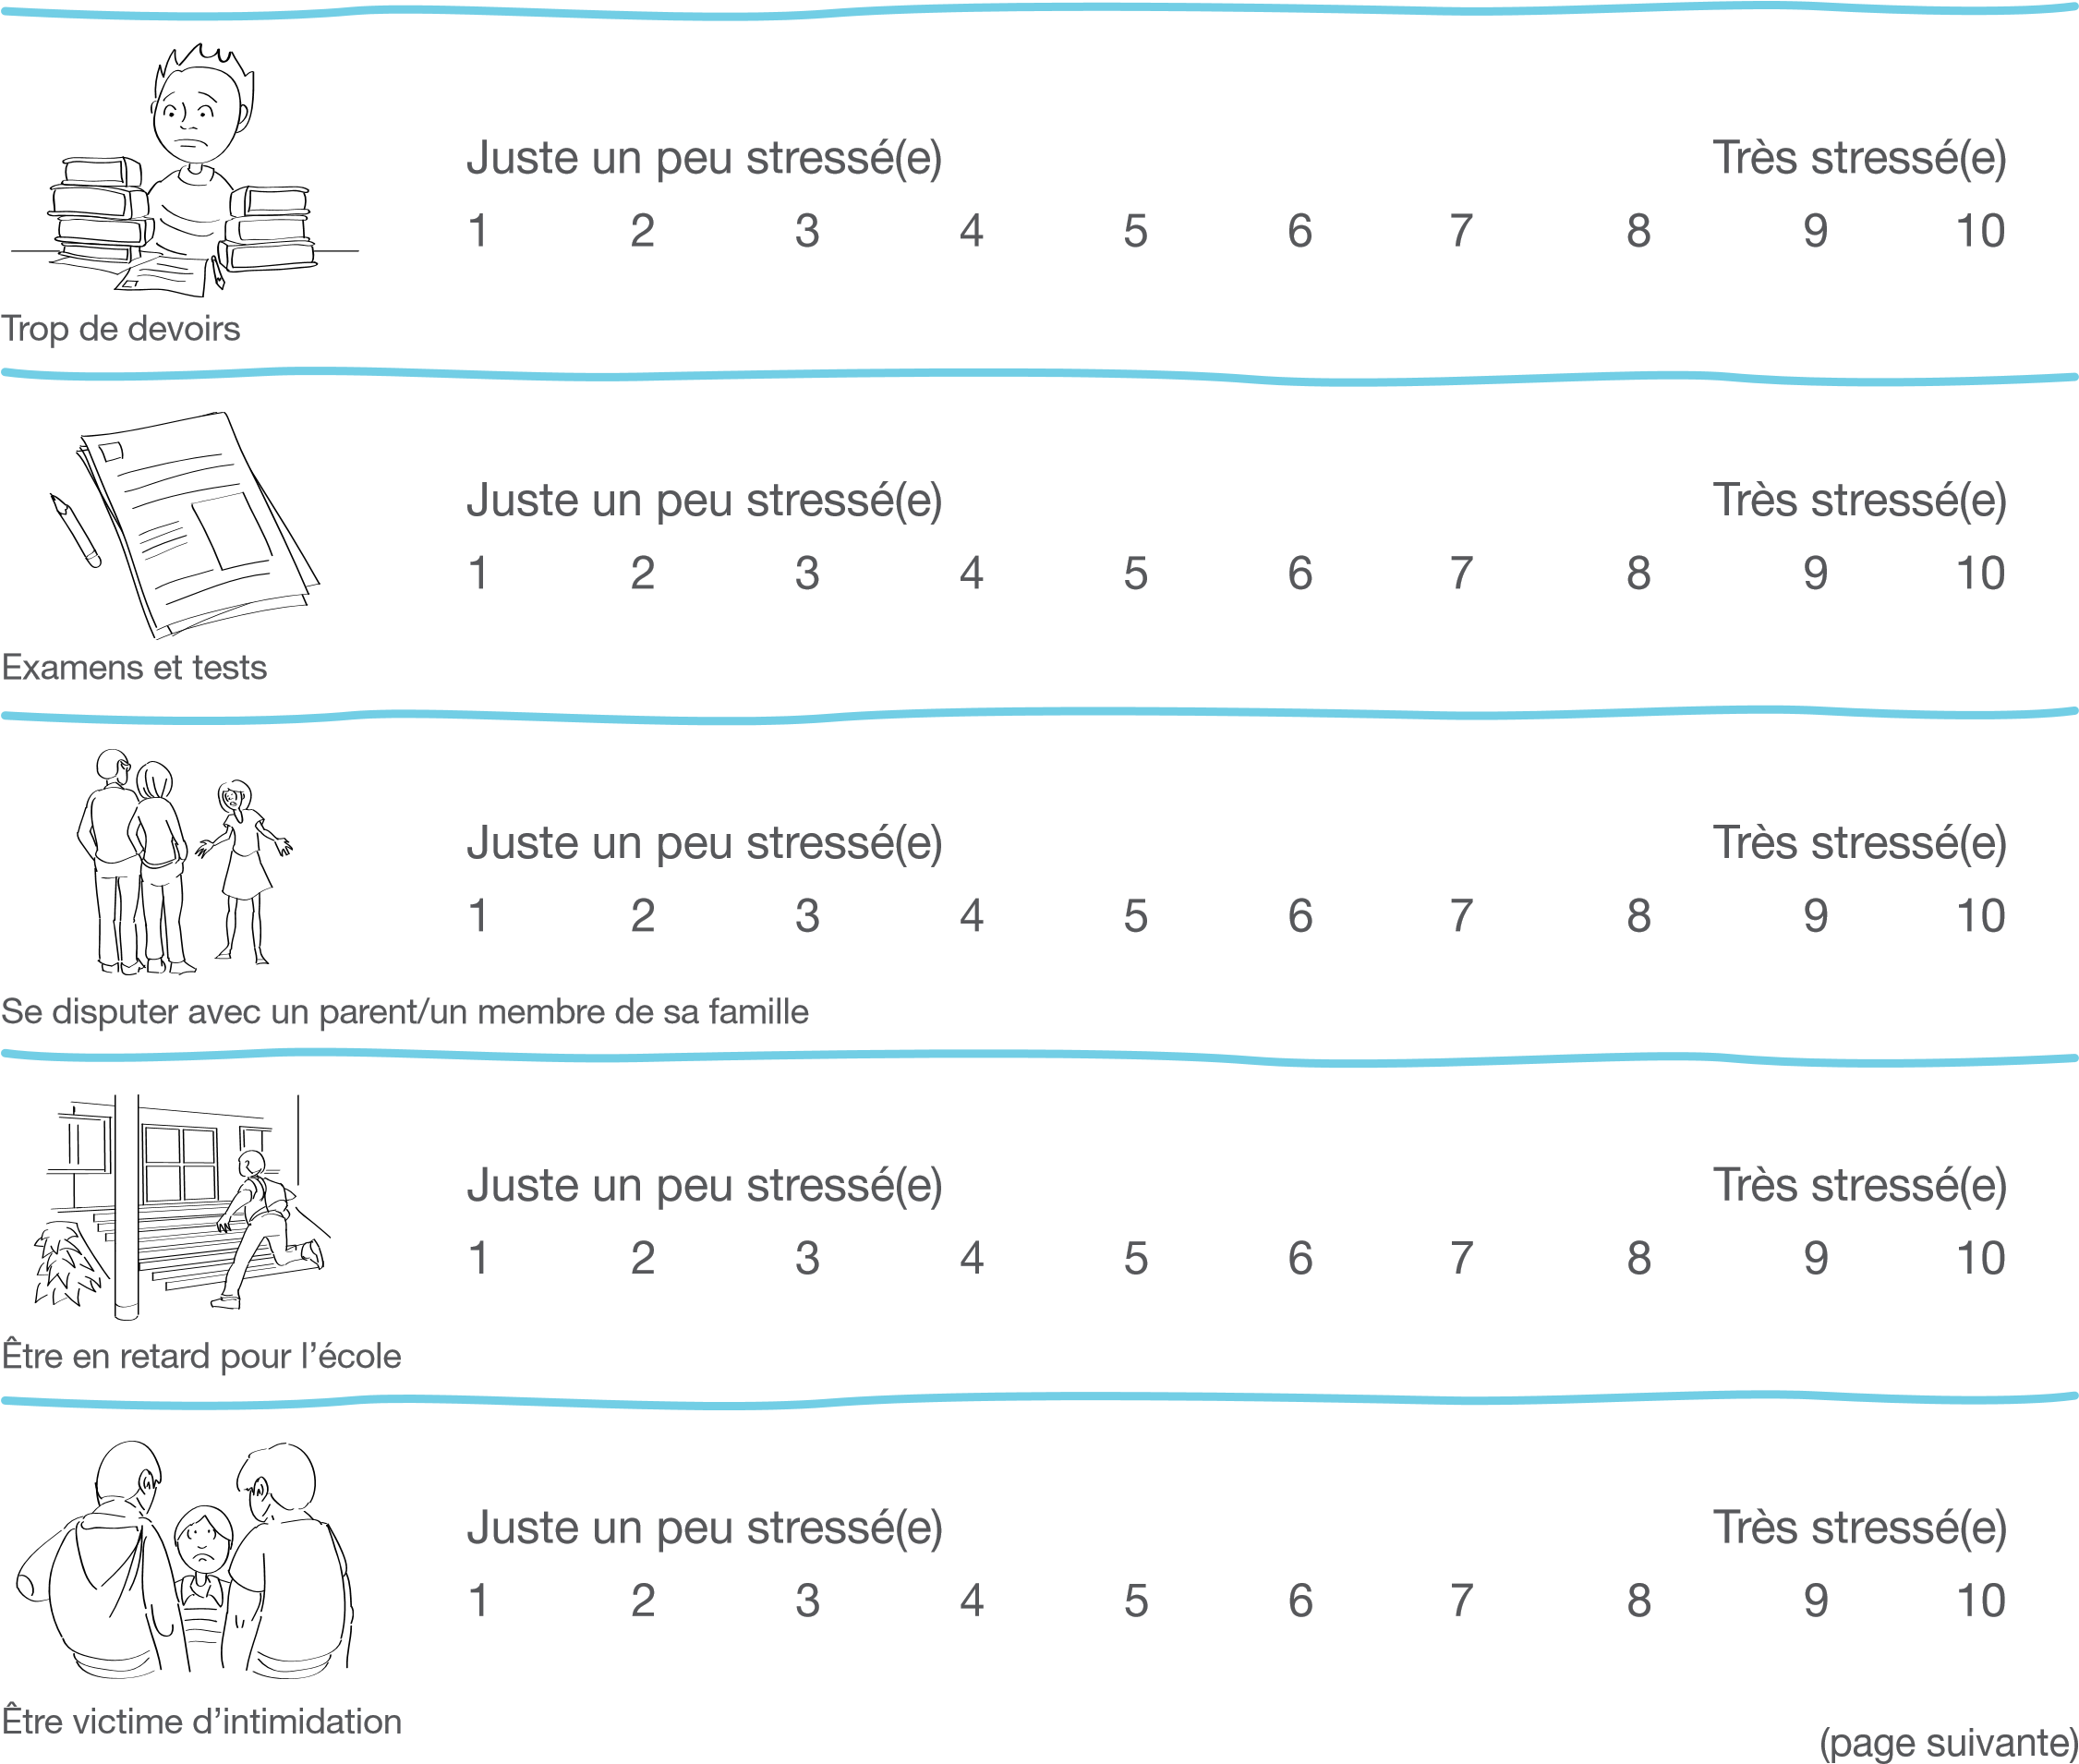 Juste un peu stressé(e) Très stressé(e)
1 2 3 4 5 6 7 8 9 10
Trop de devoirs
Juste un peu stressé(e) Très stressé(e)
1 2 3 4 5 6 7 8 9 10
Examens et tests
Juste un peu stressé(e) Très stressé(e)
1 2 3 4 5 6 7 8 9 10
Se disputer avec un parent/un membre de sa famille
Juste un peu stressé(e) Très stressé(e)
1 2 3 4 5 6 7 8 9 10
Être en retard pour l’école
Juste un peu stressé(e) Très stressé(e)
1 2 3 4 5 6 7 8 9 10
Être victime d’intimidation
(page suivante)